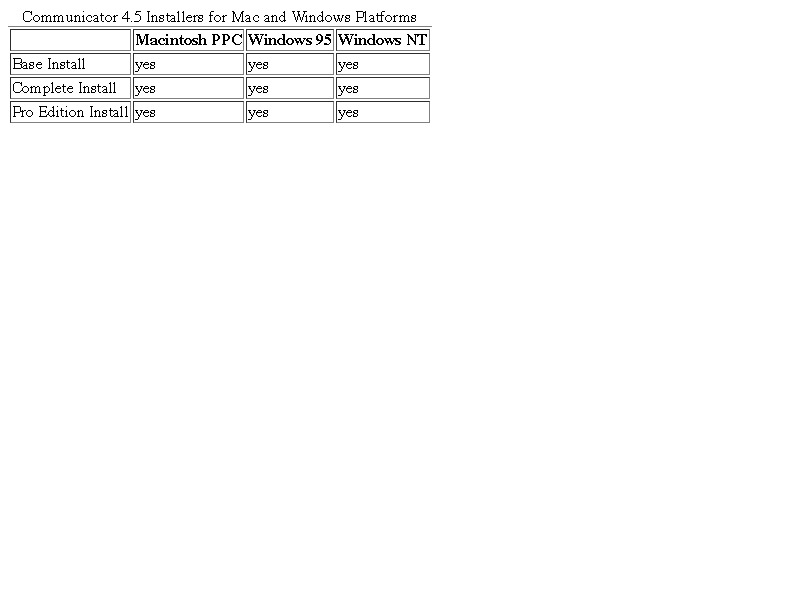 Communicator 4.5 Installers for Mac and Windows Platforms
Macintosh PPC Windows 95 Windows NT
Base Install yes yes yes
Complete Install yes yes yes
Pro Edition Install yes yes yes